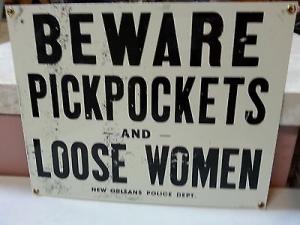 BEWARE
PICKPOCKETS
— AND —
LOOSE WOMEN
NEW ORLEANS POLICE DEPT.